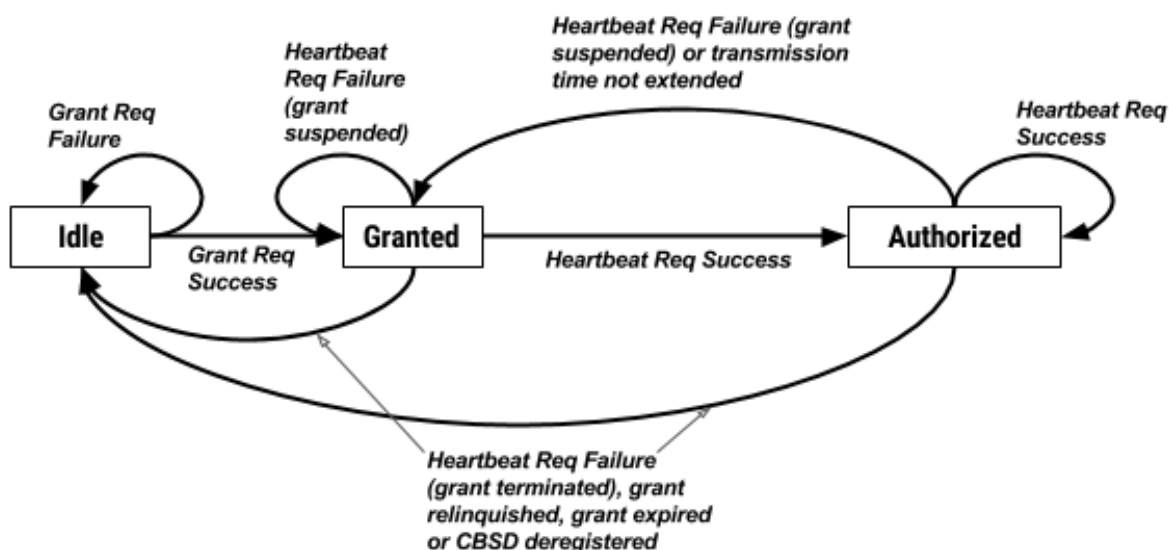 Heartbeat Req Failure (grant
suspended) or transmission
time not extended
Heartbeat
Req Failure
(grant
suspended)
Grant Req
Failure
Heartbeat Req
Success
Idle
Granted
Authorized
Grant Req
Success
Heartbeat Req Success
Heartbeat Req Failure
(grant terminated), grant
relinquished, grant expired
or CBSD deregistered